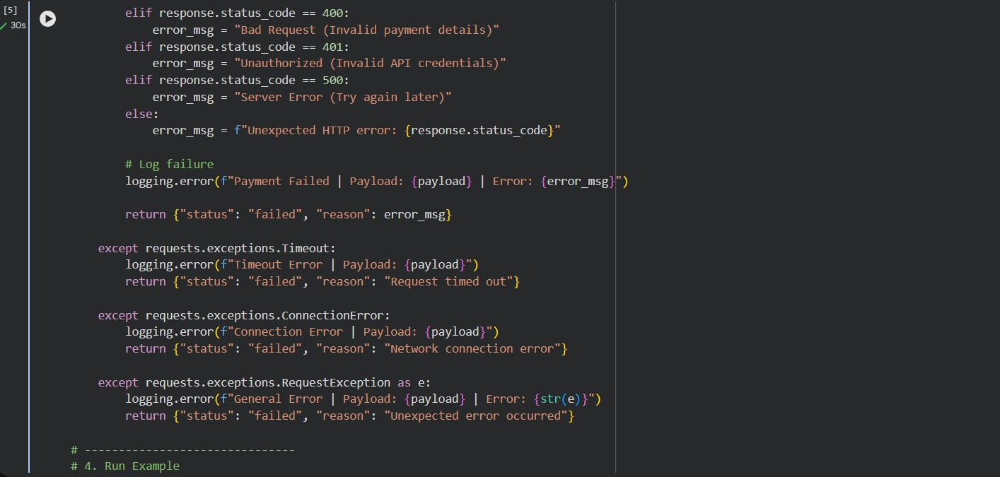 [5]
30s
elif response.status_code == 400:
error_msg = "Bad Request (Invalid payment details)"
elif response.status_code == 401:
error_msg = "Unauthorized (Invalid API credentials)"
elif response.status_code == 500:
error_msg = "Server Error (Try again later)"
else:
error_msg = f"Unexpected HTTP error: {response.status_code}"
# Log failure
logging.error(f"Payment Failed | Payload: {payload} | Error: {error_msg}")
return {"status": "failed", "reason": error_msg}
except requests.exceptions.Timeout:
logging.error(f"Timeout Error | Payload: {payload}")
return {"status": "failed", "reason": "Request timed out"}
except requests.exceptions.ConnectionError:
logging.error(f"Connection Error | Payload: {payload}")
return {"status": "failed", "reason": "Network connection error"}
except requests.exceptions.RequestException as e:
logging.error(f"General Error | Payload: {payload} | Error: {str(e)}")
return {"status": "failed", "reason": "Unexpected error occurred"}
# -------------------------------
# 4. Run Example